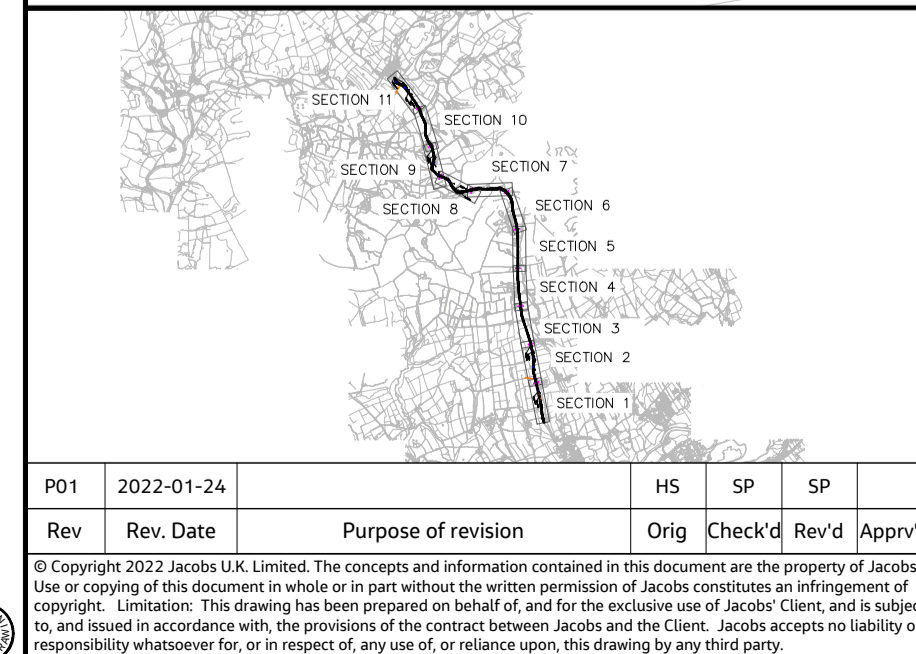 SECTION 11
SECTION 10
SECTION 9
SECTION 7
SECTION 8
SECTION 6
SECTION 5
SECTION 4
SECTION 3
SECTION 2
SECTION 1
P01 2022-01-24 HS SP SP
Rev Rev. Date Purpose of revision Orig Check'd Rev'd Apprv'
© Copyright 2022 Jacobs U.K. Limited. The concepts and information contained in this document are the property of Jacobs
Use or copying of this document in whole or in part without the written permission of Jacobs constitutes an infringement of
copyright. Limitation: This drawing has been prepared on behalf of, and for the exclusive use of Jacobs' Client, and is subjec
to, and issued in accordance with, the provisions of the contract between Jacobs and the Client. Jacobs accepts no liability o
responsibility whatsoever for, or in respect of, any use of, or reliance upon, this drawing by any third party.